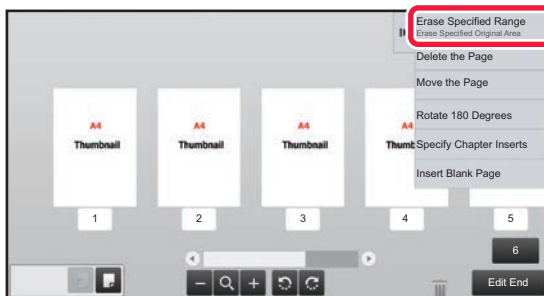 Erase Specified Range
Erase Specified Original Area
Delete the Page
Move the Page
Rotate 180 Degrees
Specify Chapter Inserts
Insert Blank Page
A4
Thumbnail
A4
Thumbnail
A4
Thumbnail
A4
Thumb
1
2
3
4
5
6
Edit End